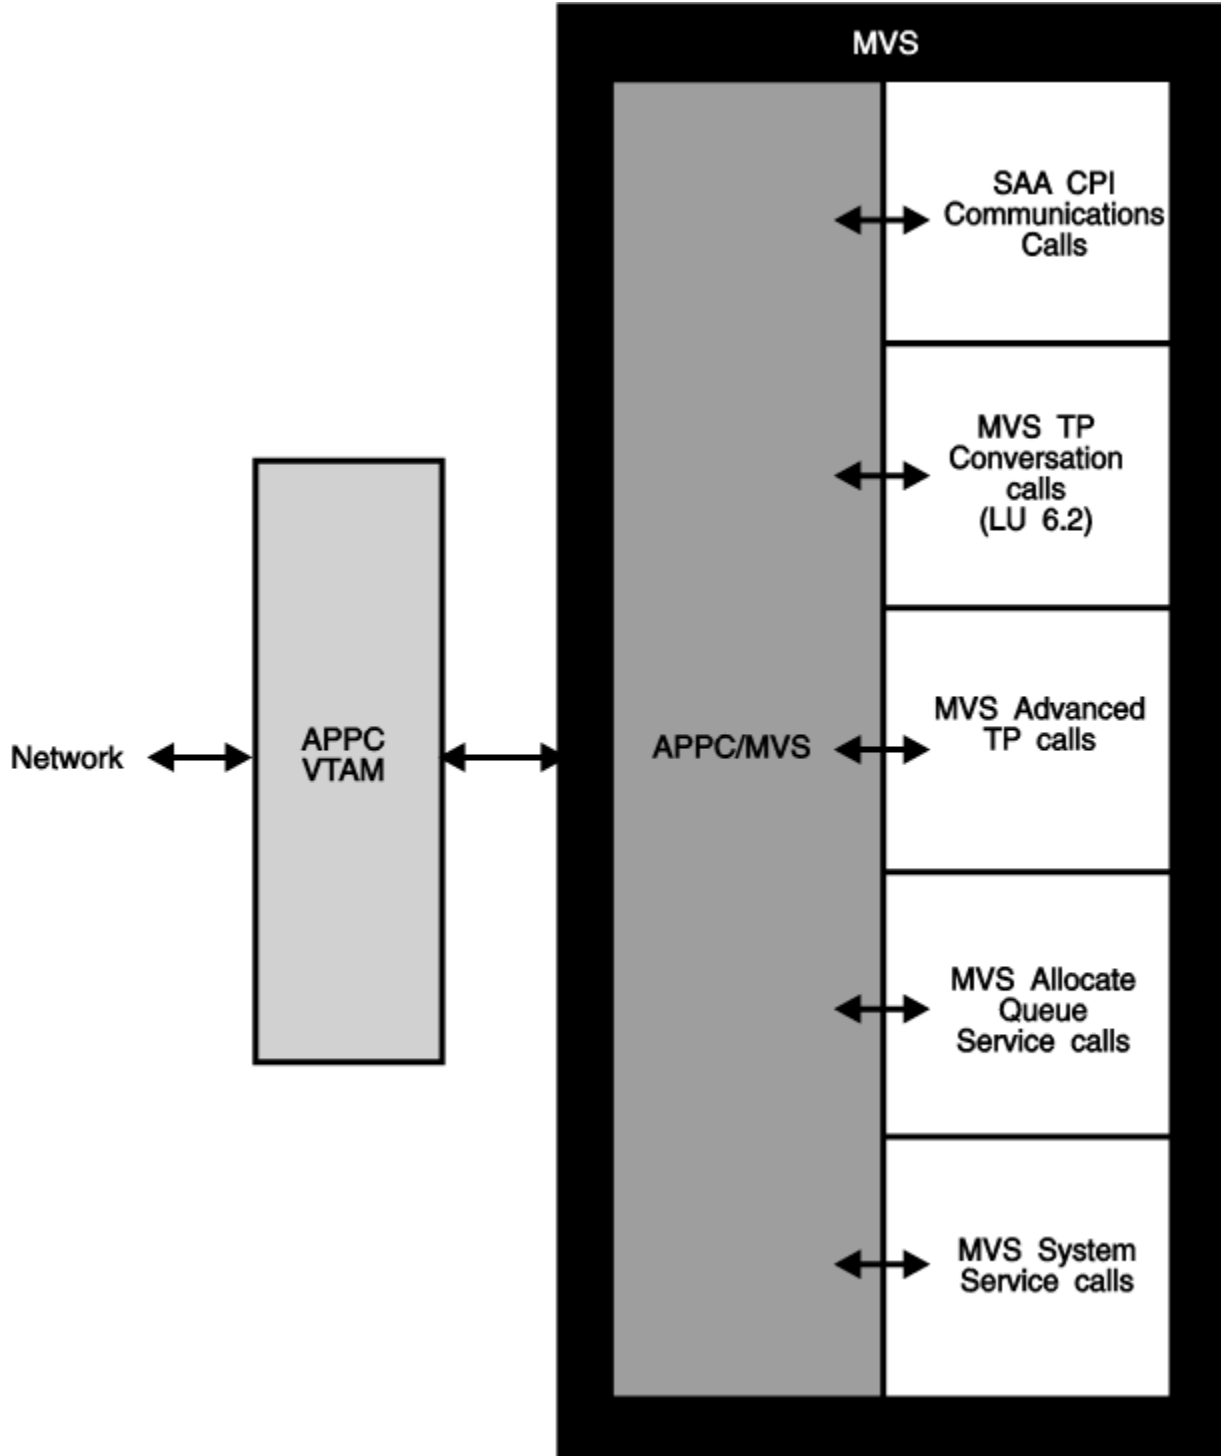 MVS
SAA CPI
Communications
Calls
MVS TP
Conversation
calls
(LU 6.2)
Network
APPC
VTAM
APPC/MVS
MVS Advanced
TP calls
MVS Allocate
Queue
Service calls
MVS System
Service calls